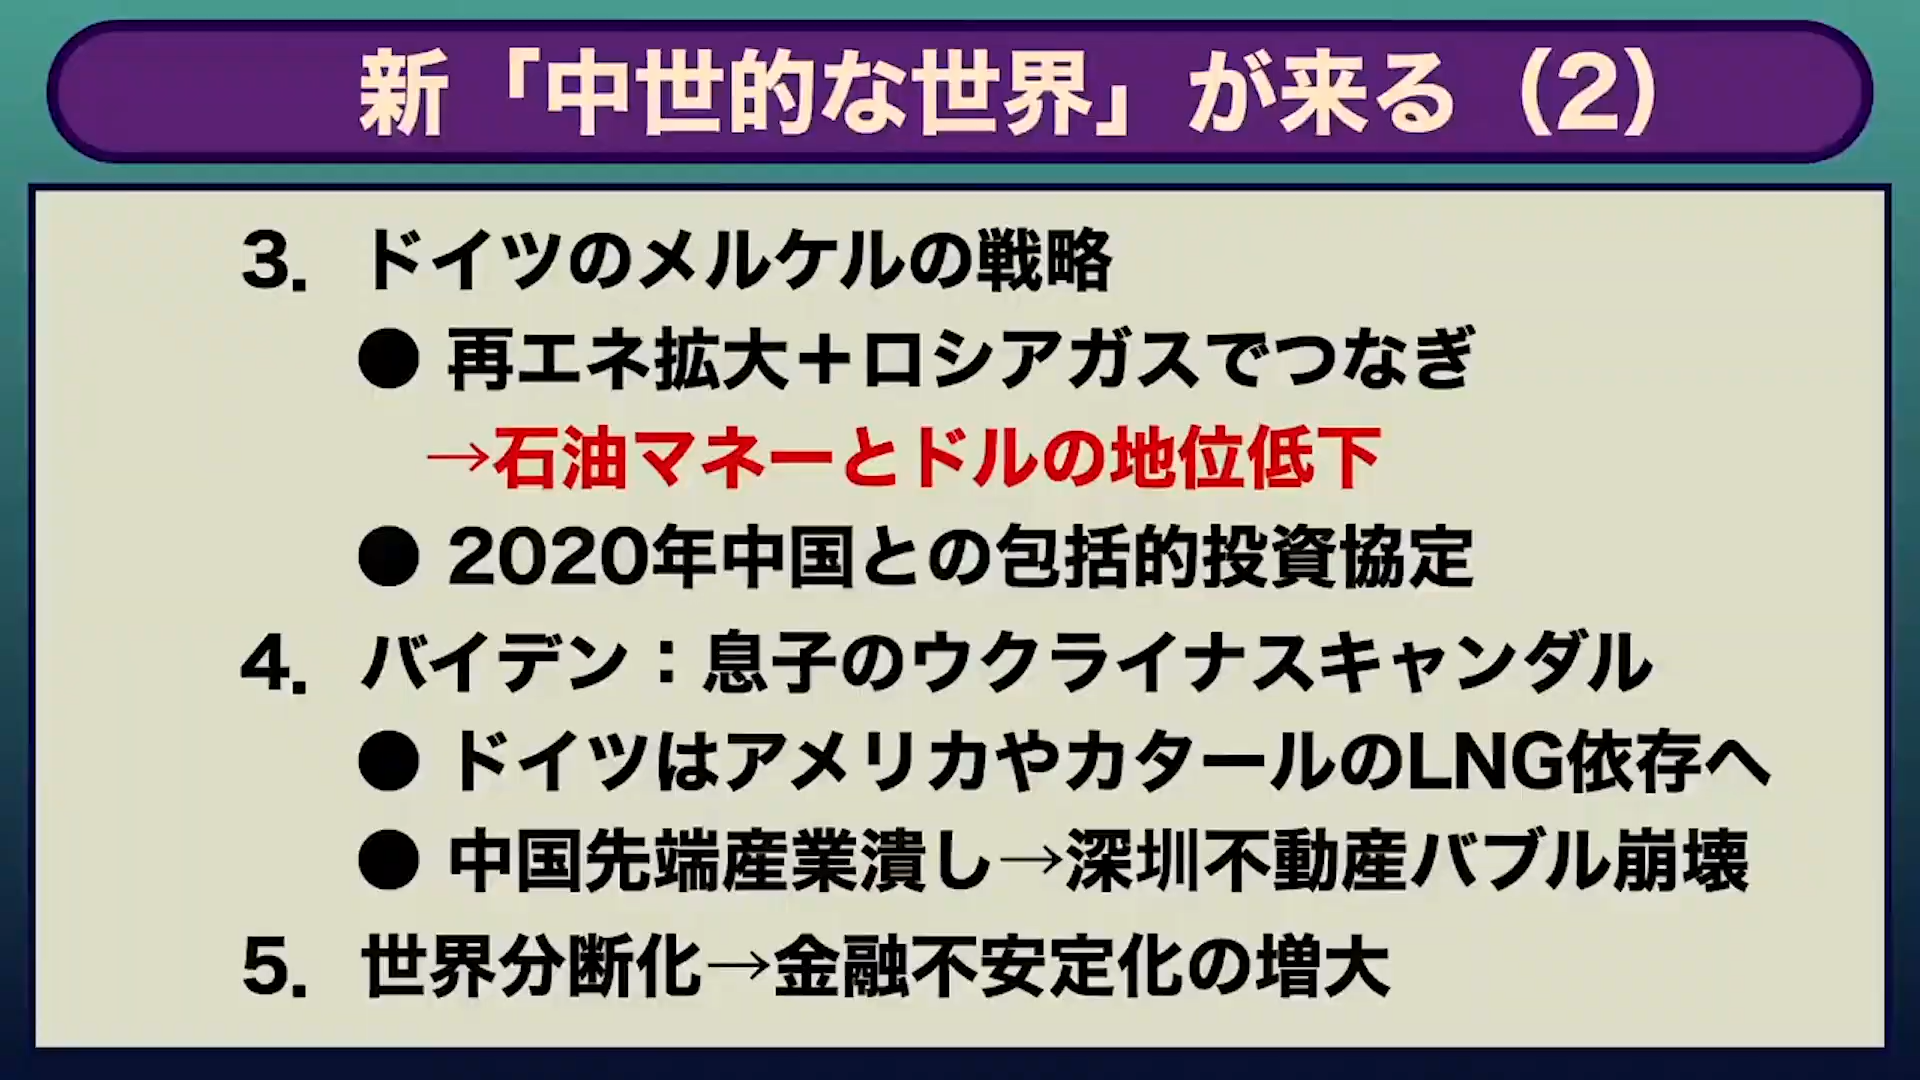 新「中世的な世界」が来る（2）
3. ドイツのメルケルの戦略
● 再エネ拡大＋ロシアガスでつなぎ
→石油マネーとドルの地位低下
● 2020年中国との包括的投資協定
4. バイデン：息子のウクライナスキャンダル
● ドイツはアメリカやカタールのLNG依存へ
● 中国先端産業潰し→深圳不動産バブル崩壊
5. 世界分断化→金融不安定化の増大